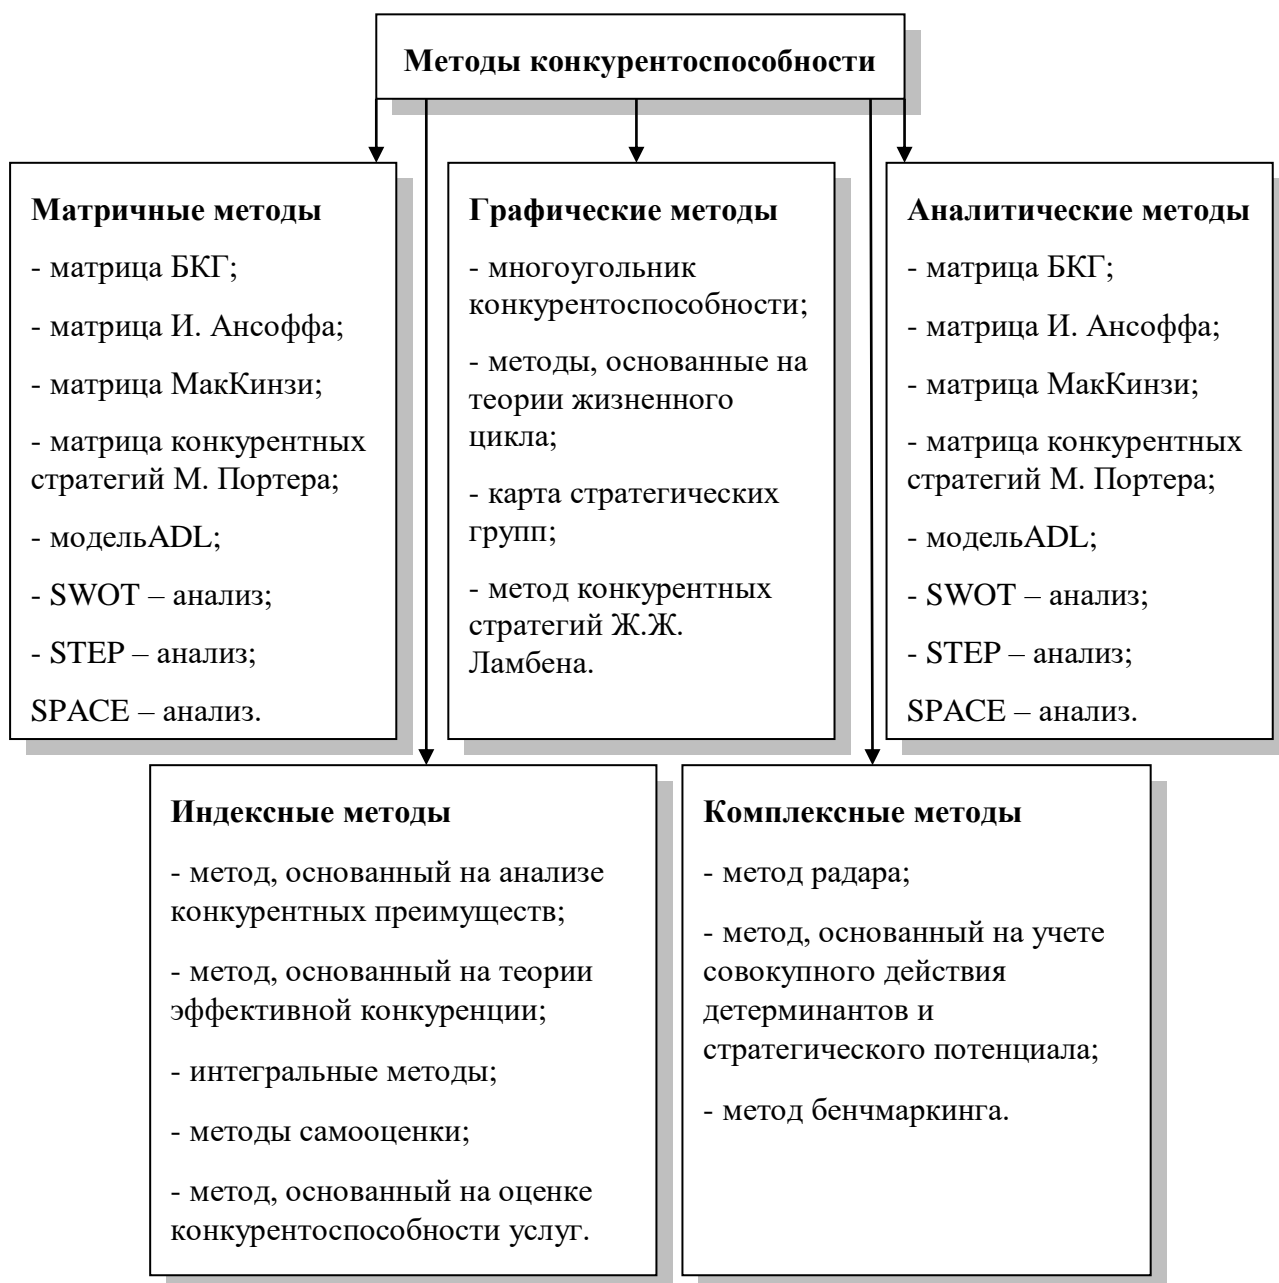 Методы конкурентоспособности
Матричные методы
- матрица БКГ;
- матрица И. Ансоффа;
- матрица МакКинзи;
- матрица конкурентных
стратегий М. Портера;
- модельADL;
- SWOT – анализ;
- STEP – анализ;
SPACE – анализ.
Графические методы
- многоугольник
конкурентоспособности;
- методы, основанные на
теории жизненного
цикла;
- карта стратегических
групп;
- метод конкурентных
стратегий Ж.Ж.
Ламбена.
Аналитические методы
- матрица БКГ;
- матрица И. Ансоффа;
- матрица МакКинзи;
- матрица конкурентных
стратегий М. Портера;
- модельADL;
- SWOT – анализ;
- STEP – анализ;
SPACE – анализ.
Индексные методы
- метод, основанный на анализе
конкурентных преимуществ;
- метод, основанный на теории
эффективной конкуренции;
- интегральные методы;
- методы самооценки;
- метод, основанный на оценке
конкурентоспособности услуг.
Комплексные методы
- метод радара;
- метод, основанный на учете
совокупного действия
детерминантов и
стратегического потенциала;
- метод бенчмаркинга.